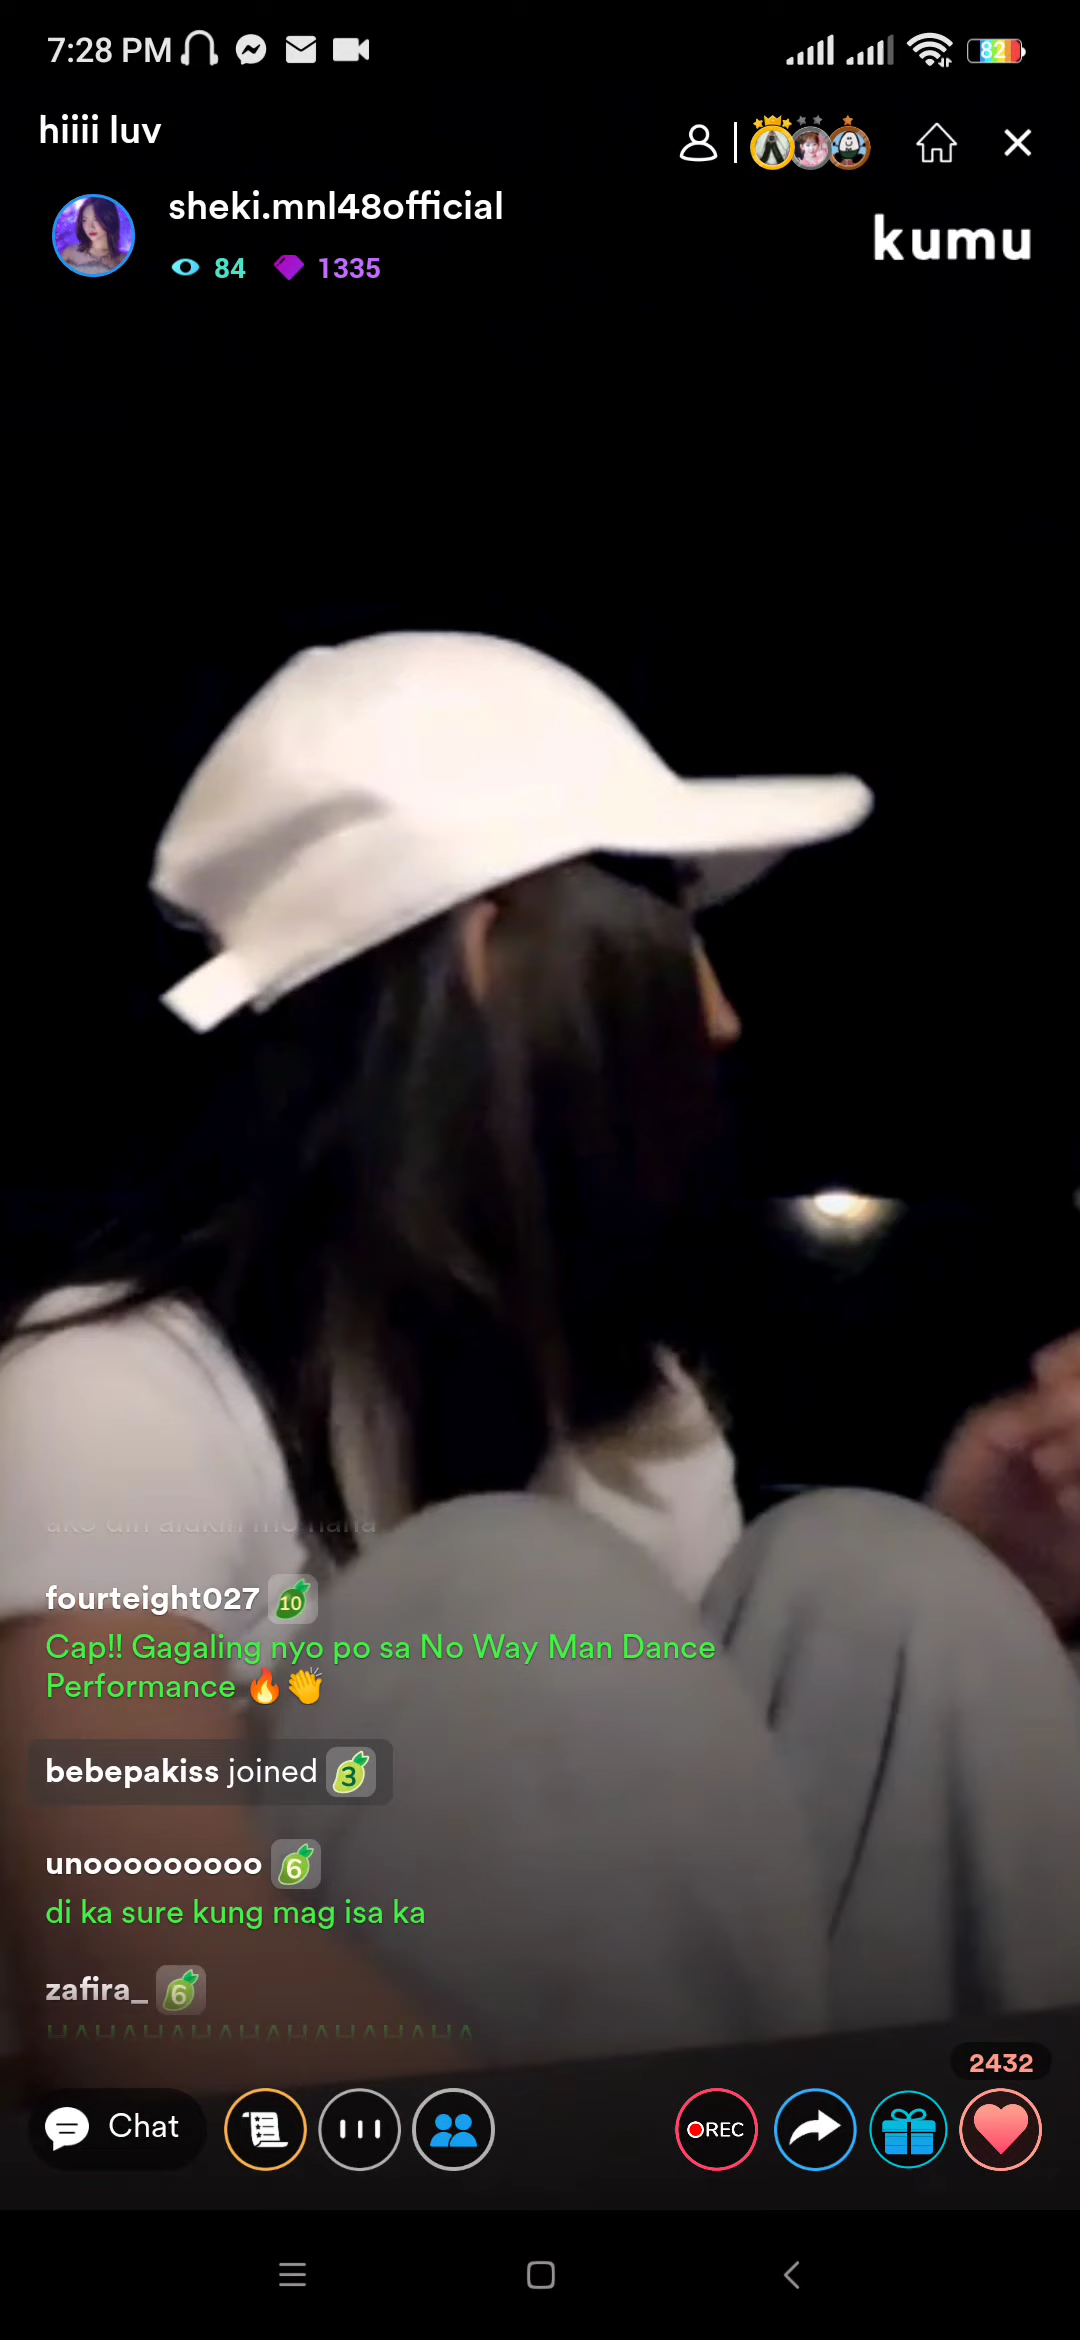 7:28 PM
82
hiiii luv
sheki.mnl48official
84 1335
kumu
fourteight027 10
Cap!! Gagaling nyo po sa No Way Man Dance
Performance 🔥👏
bebepakiss joined 3
unooooooooo 6
di ka sure kung mag isa ka
zafira_ 6
HAHAHAHAHAHAHAHAHA
2432
Chat
REC